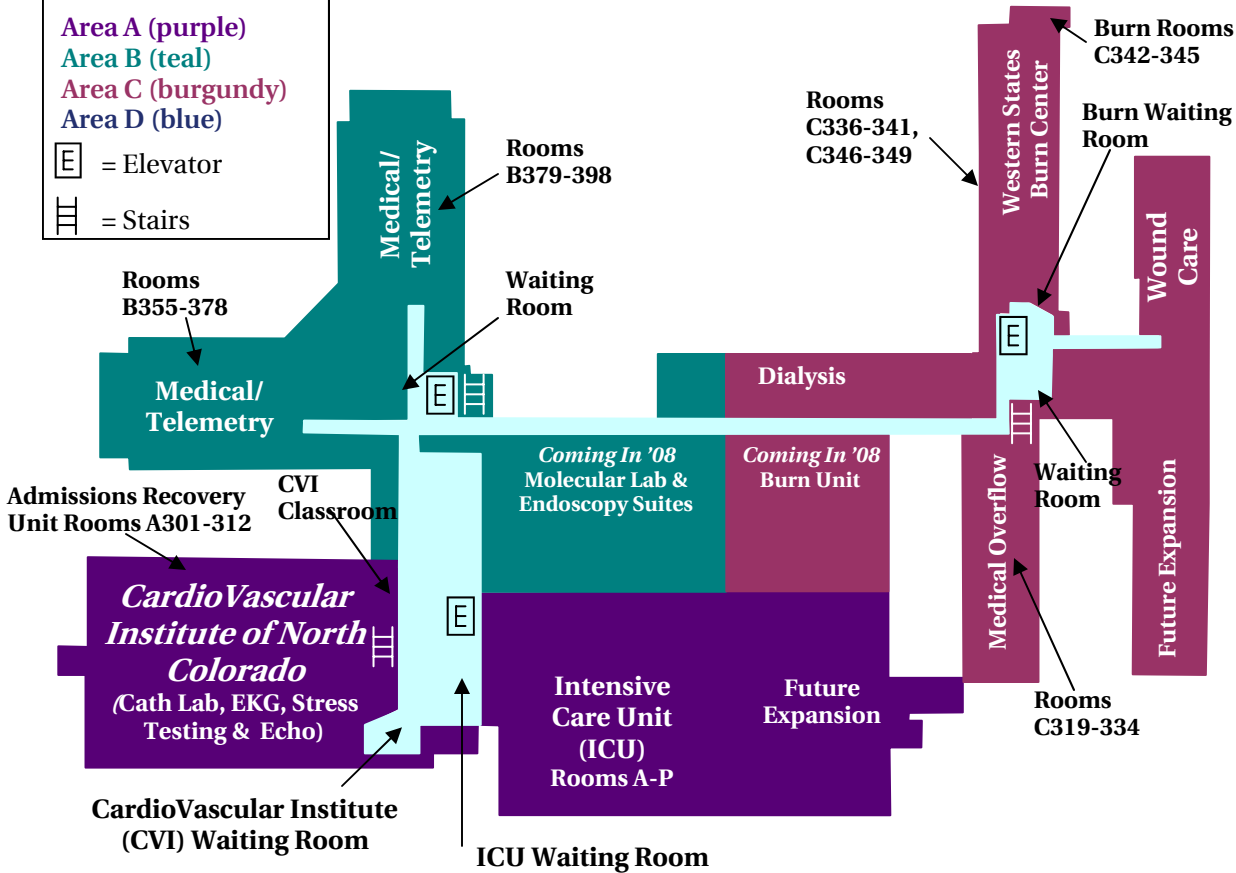 Area A (purple)
Area B (teal)
Area C (burgundy)
Area D (blue)
E = Elevator
= Stairs
Medical/
Telemetry
Rooms
B379-398
Rooms
B355-378
Waiting
Room
Medical/
Telemetry
E
Rooms
C336-341,
C346-349
Western States
Burn Center
Burn Rooms
C342-345
Burn Waiting
Room
Wound
Care
E
Dialysis
Coming In ’08
Molecular Lab &
Endoscopy Suites
Coming In ’08
Burn Unit
Waiting
Room
Medical Overflow
Future Expansion
Rooms
C319-334
Admissions Recovery
Unit Rooms A301-312
CVI
Classroom
CardioVascular
Institute of North
Colorado
(Cath Lab, EKG, Stress
Testing & Echo)
E
Intensive
Care Unit
(ICU)
Rooms A-P
Future
Expansion
CardioVascular Institute
(CVI) Waiting Room
ICU Waiting Room